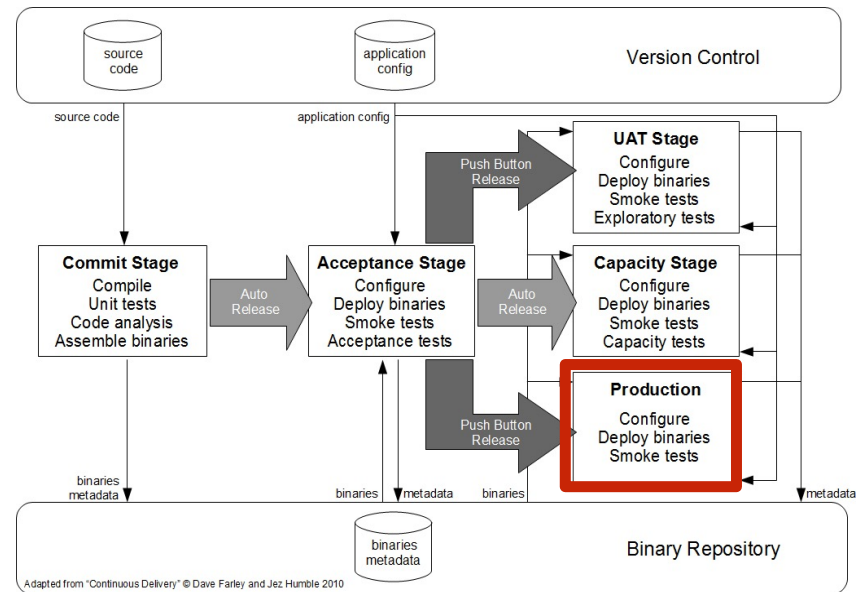 source
code
application
config
Version Control
source code
application config
UAT Stage
Configure
Deploy binaries
Smoke tests
Exploratory tests
Push Button
Release
Commit Stage
Compile
Unit tests
Code analysis
Assemble binaries
Auto
Release
Acceptance Stage
Configure
Deploy binaries
Smoke tests
Acceptance tests
Auto
Release
Capacity Stage
Configure
Deploy binaries
Smoke tests
Capacity tests
Push Button
Release
Production
Configure
Deploy binaries
Smoke tests
binaries
metadata
binaries
metadata
binaries
metadata
binaries
metadata
Binary Repository
Adapted from "Continuous Delivery" © Dave Farley and Jez Humble 2010